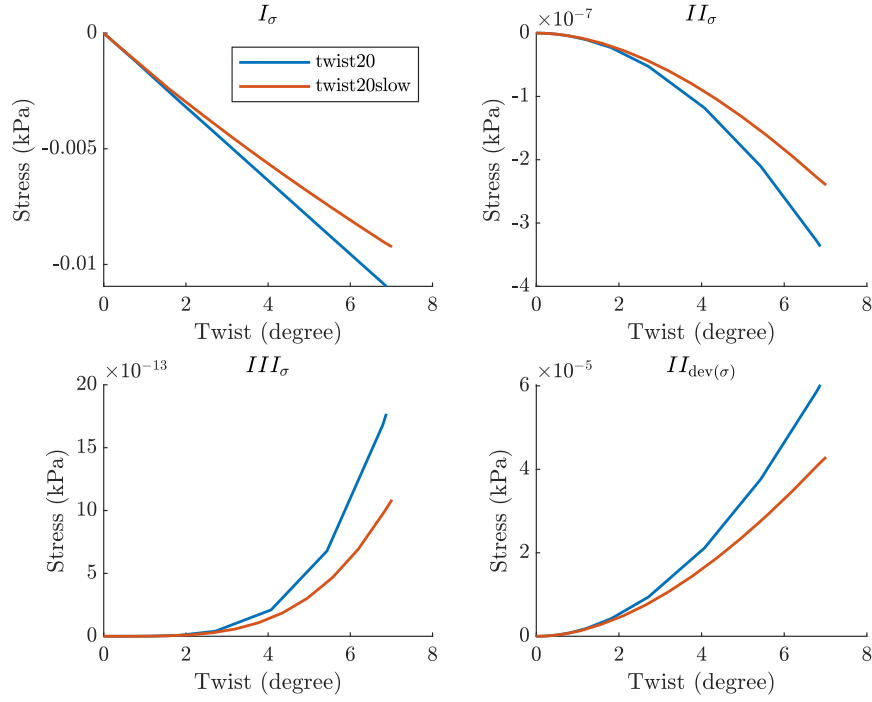 I_σ
0
-0.005
-0.01
Stress (kPa)
twist20
twist20slow
0 2 4 6 8
Twist (degree)
×10⁻⁷
II_σ
0
-1
-2
-3
-4
Stress (kPa)
0 2 4 6 8
Twist (degree)
×10⁻¹³
III_σ
20
15
10
5
0
Stress (kPa)
0 2 4 6 8
Twist (degree)
×10⁻⁵
II_dev(σ)
6
4
2
0
Stress (kPa)
0 2 4 6 8
Twist (degree)